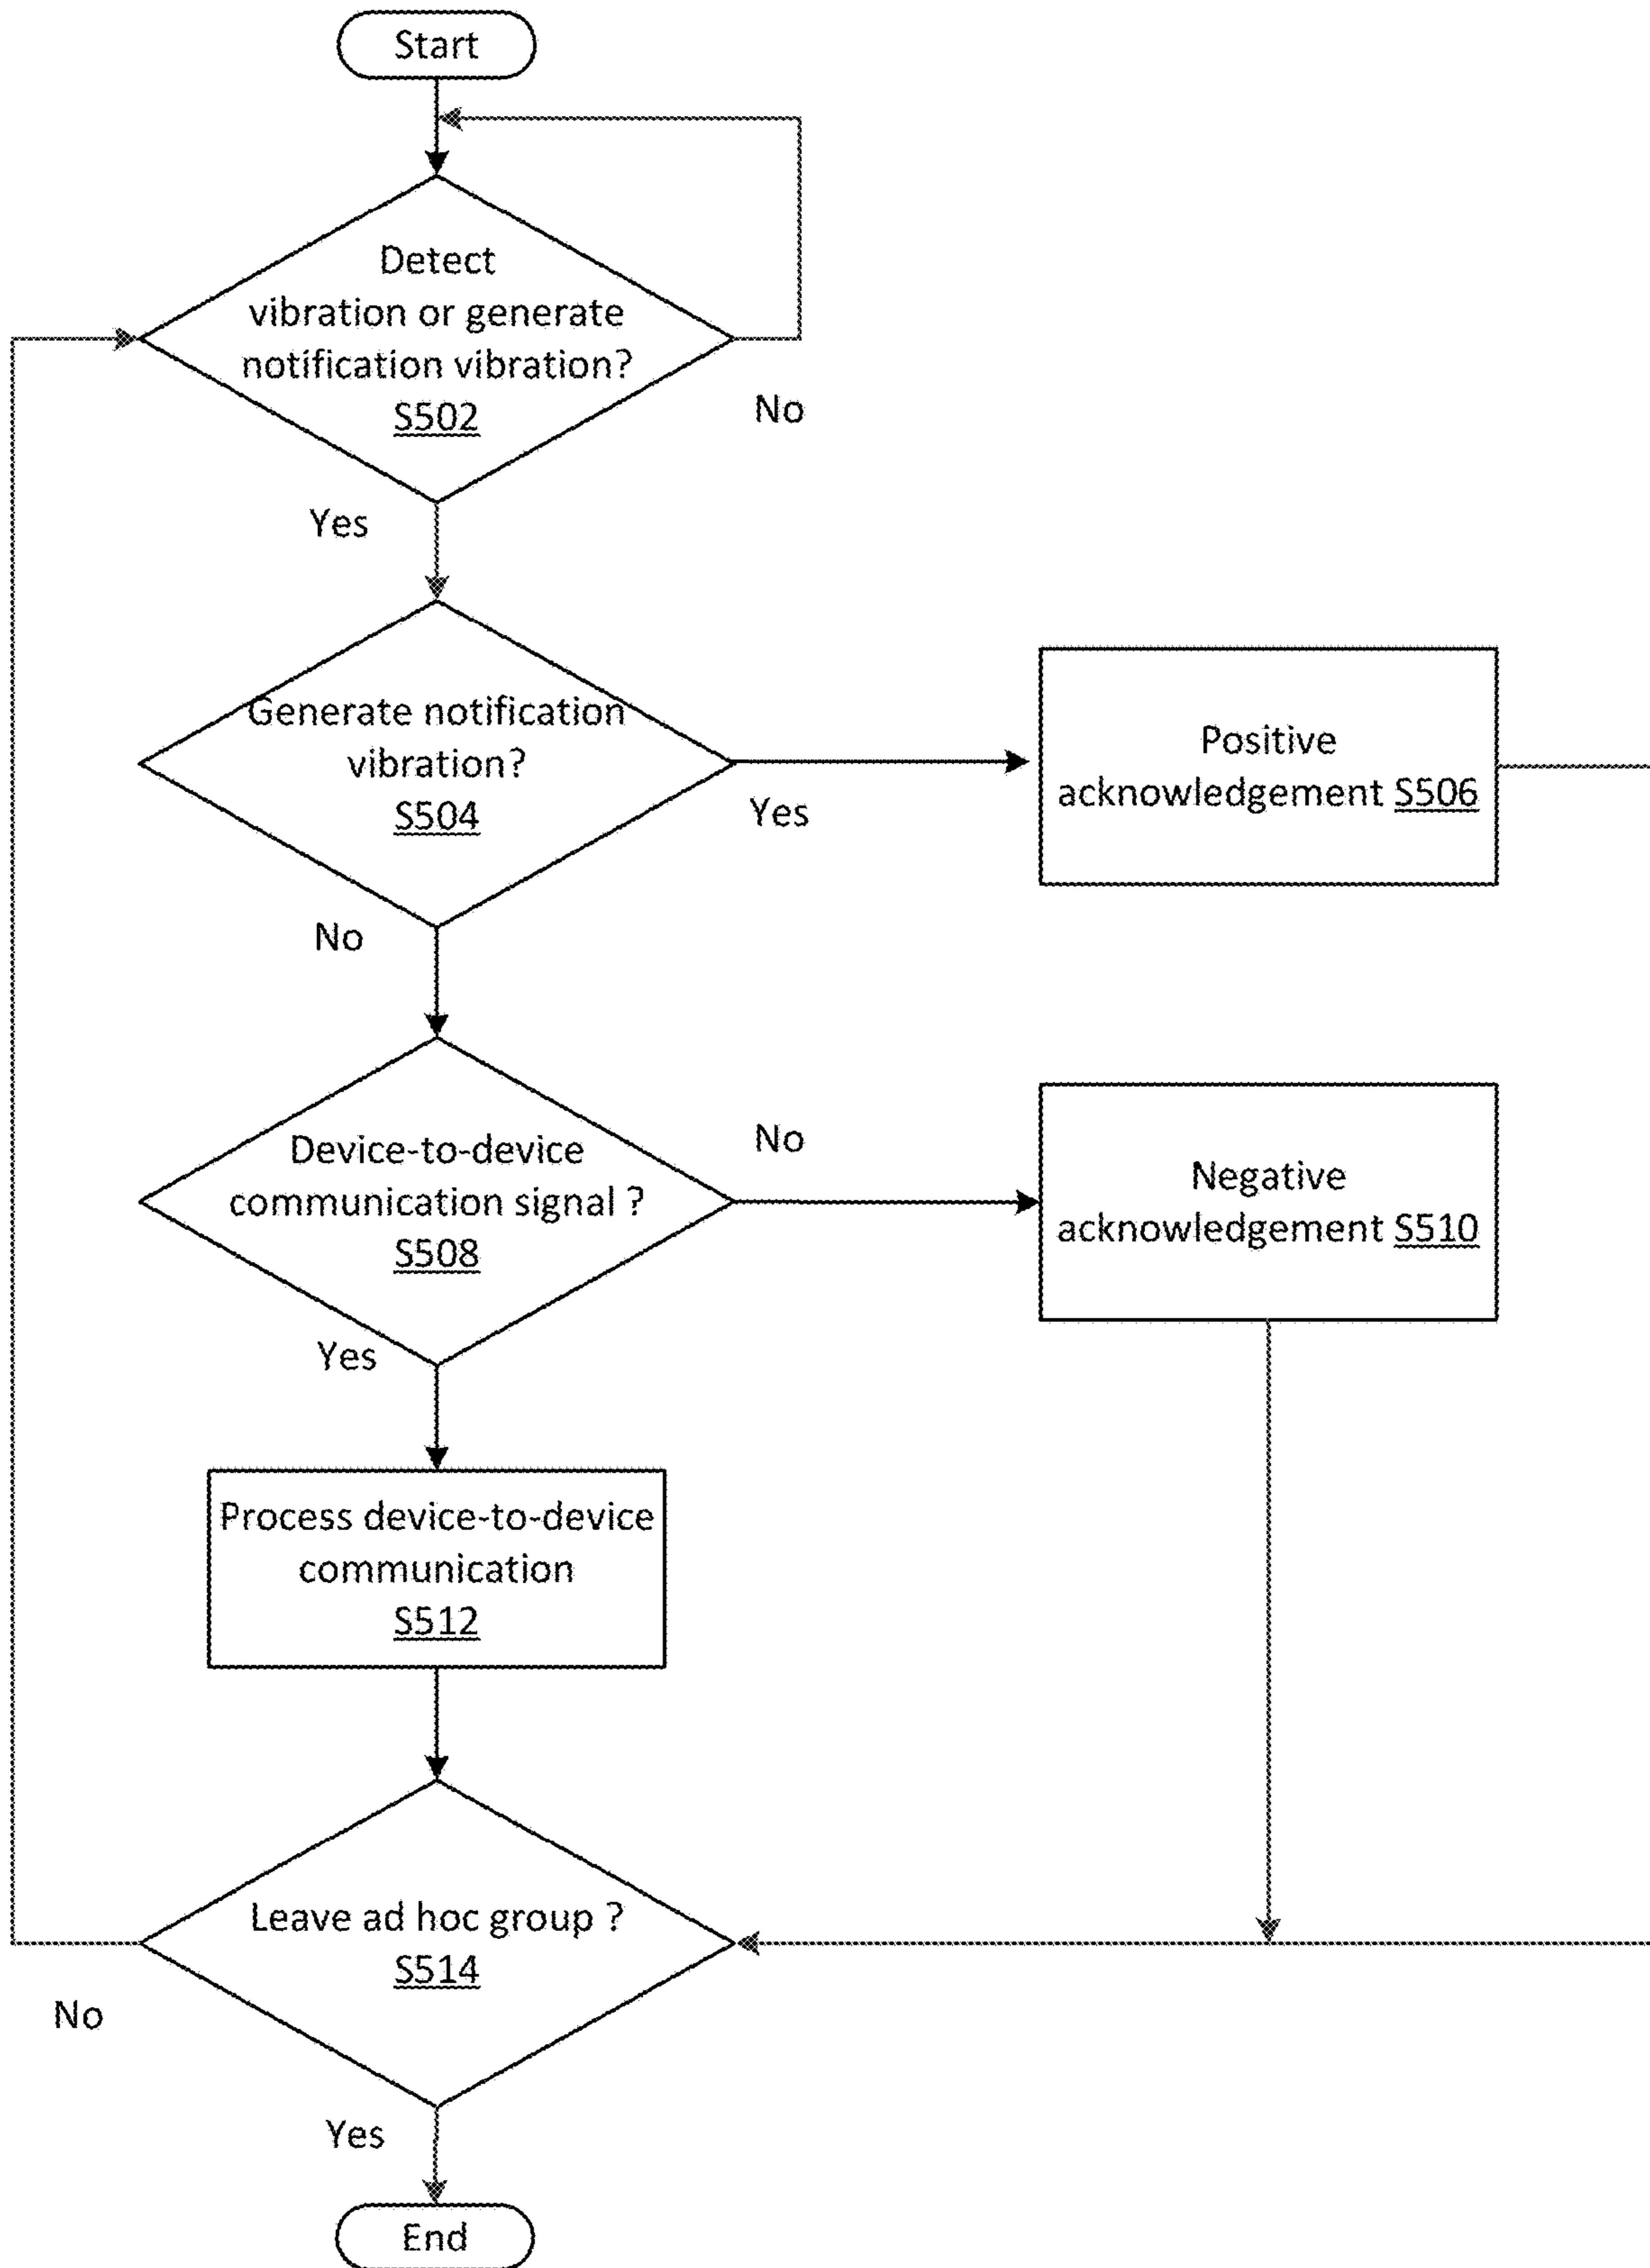 Start
Detect
vibration or generate
notification vibration?
S502
No
Yes
Generate notification
vibration?
S504
Yes
Positive
acknowledgement S506
No
Device-to-device
communication signal ?
S508
No
Negative
acknowledgement S510
Yes
Process device-to-device
communication
S512
Leave ad hoc group ?
S514
No
Yes
End